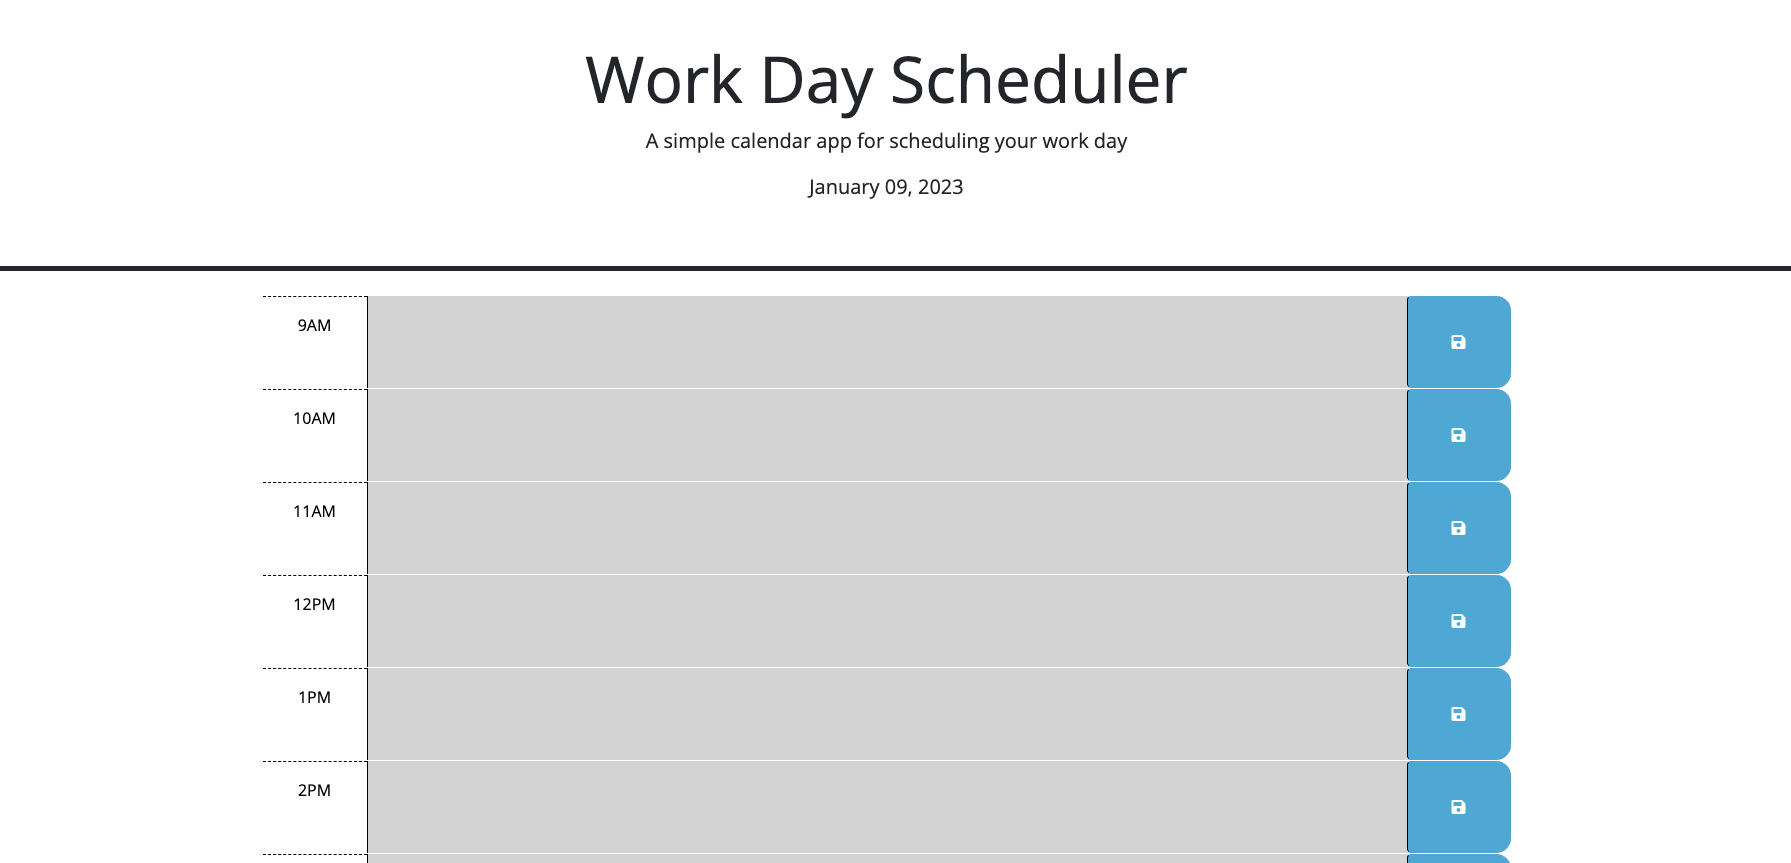 Work Day Scheduler
A simple calendar app for scheduling your work day
January 09, 2023
9AM
10AM
11AM
12PM
1PM
2PM